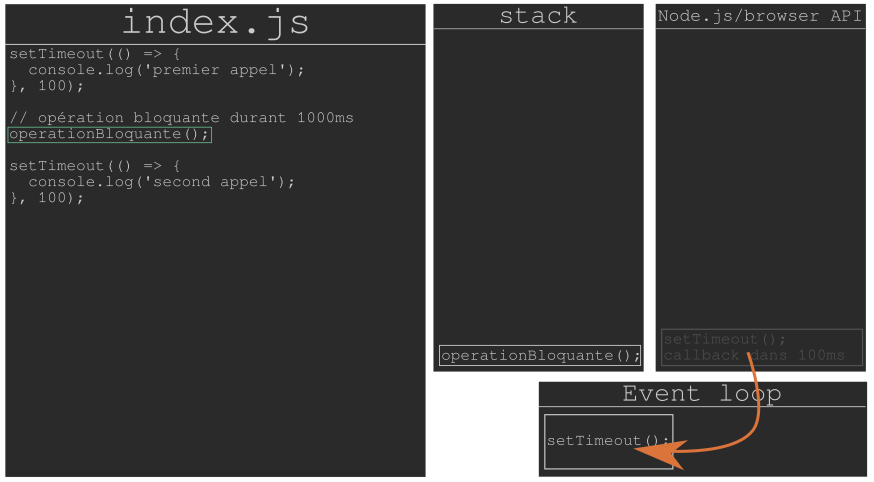 index.js
setTimeout(() => {
  console.log('premier appel');
}, 100);
// opération bloquante durant 1000ms
operationBloquante();
setTimeout(() => {
  console.log('second appel');
}, 100);
stack
operationBloquante();
Node.js/browser API
setTimeout();
callback dans 100ms
Event loop
setTimeout();